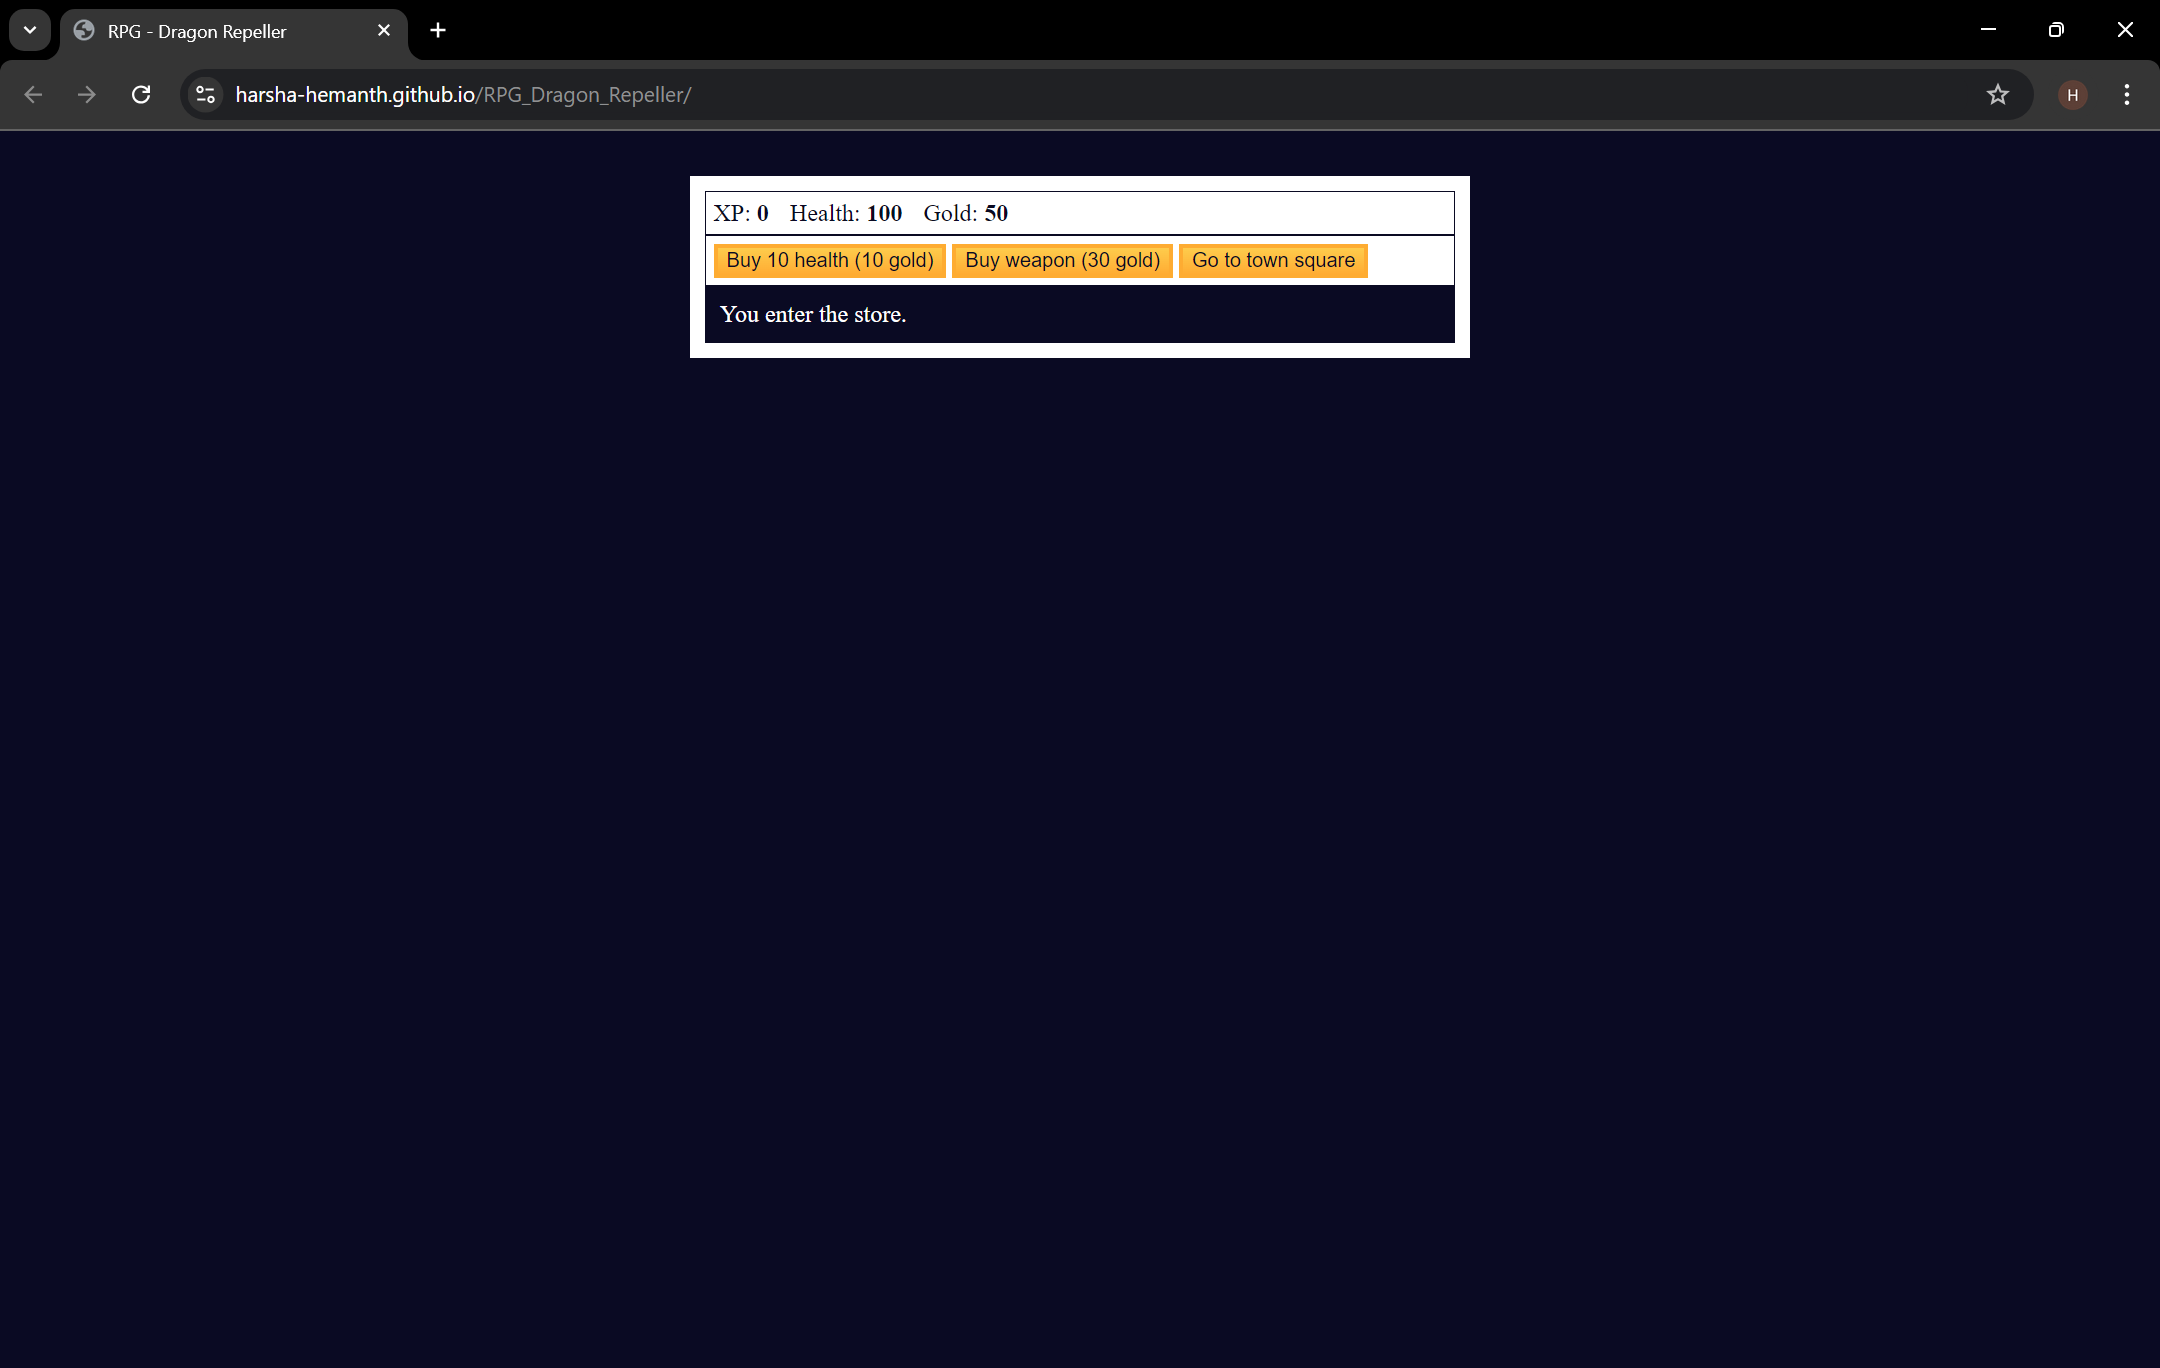 RPG - Dragon Repeller
harsha-hemanth.github.io/RPG_Dragon_Repeller/
H
XP: 0 Health: 100 Gold: 50
Buy 10 health (10 gold) Buy weapon (30 gold) Go to town square
You enter the store.